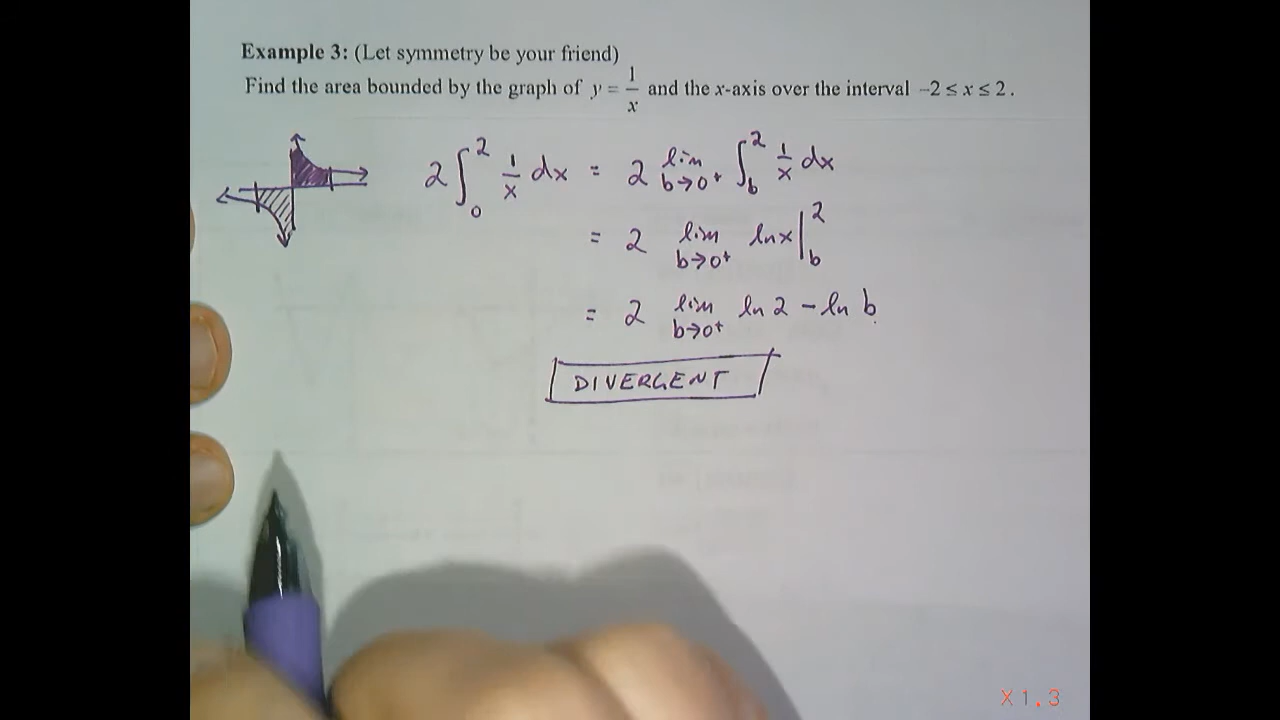 Example 3: (Let symmetry be your friend)
Find the area bounded by the graph of y = 1/x and the x-axis over the interval −2 ≤ x ≤ 2.
2 ∫₀² 1/x dx = 2 lim b→0⁺ ∫_b² 1/x dx
= 2 lim b→0⁺ ln x |_b²
= 2 lim b→0⁺ ln 2 − ln b
DIVERGENT
X1.3